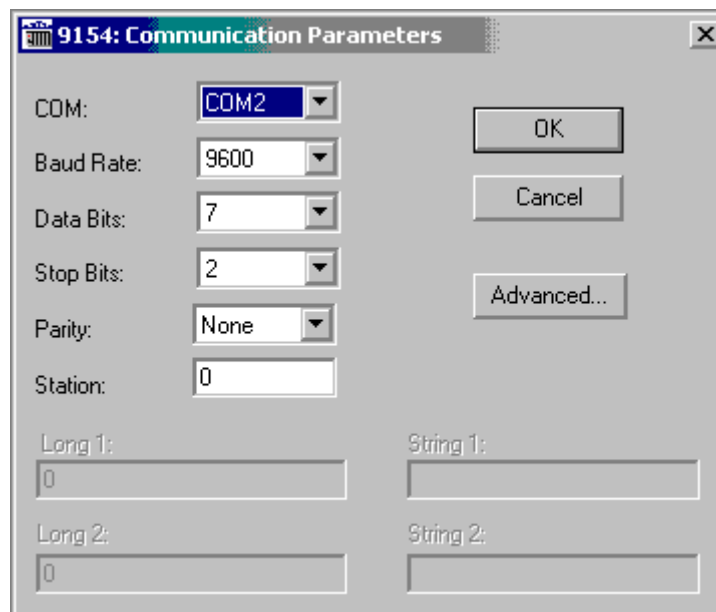 9154: Communication Parameters
COM: COM2
OK
Baud Rate: 9600
Cancel
Data Bits: 7
Stop Bits: 2
Advanced...
Parity: None
Station: 0
Long 1: String 1:
0
Long 2: String 2:
0